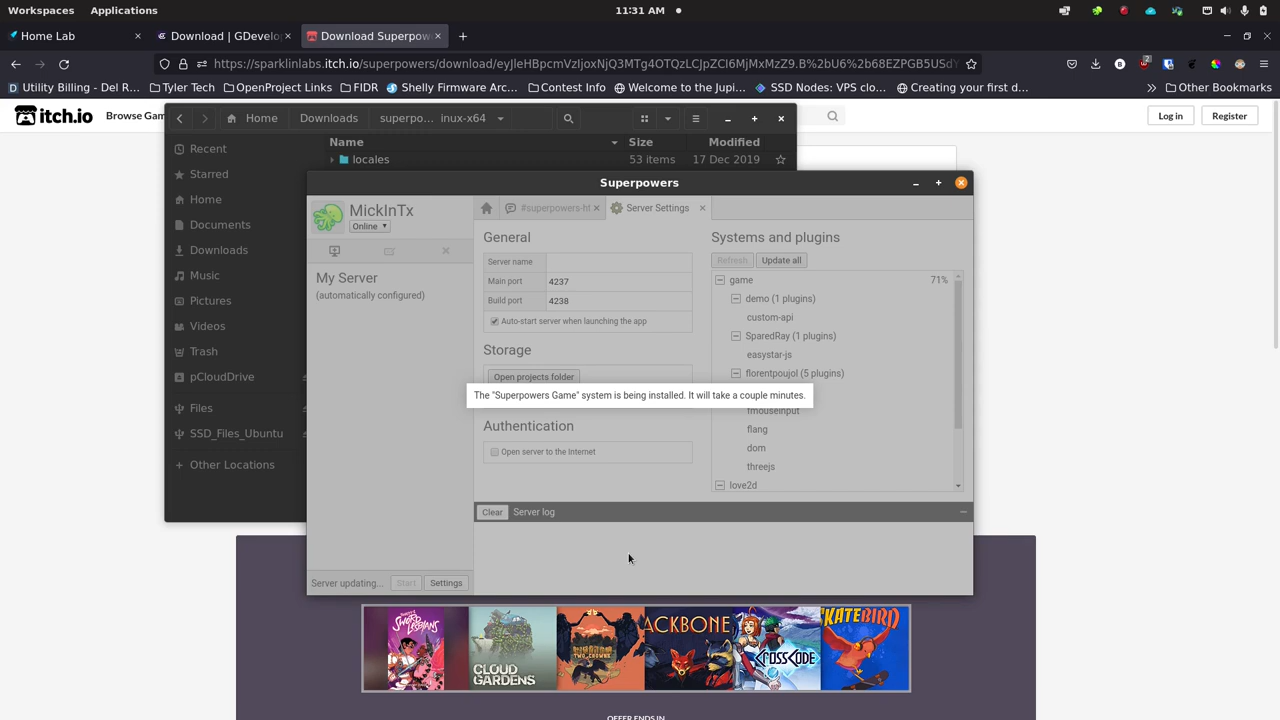 Workspaces Applications 11:31 AM
Home Lab Download | GDevelo Download Superpow
https://sparklinlabs.itch.io/superpowers/download/eyJleHBpcmVzIjoxNjQ3MTg4OTQzLCJpZCI6MjMxMzZ9.B%2bU6%2b68EZPGB5USdY
Utility Billing - Del R... Tyler Tech OpenProject Links FIDR Shelly Firmware Arc... Contest Info Welcome to the Jupi... SSD Nodes: VPS clo... Creating your first d... Other Bookmarks
itch.io Browse Gam Log in Register
Home Downloads superpo... inux-x64
Name Size Modified
locales 53 items 17 Dec 2019
Recent
Starred
Home
Documents
Downloads
Music
Pictures
Videos
Trash
pCloudDrive
Files
SSD_Files_Ubuntu
Other Locations
Superpowers
MickInTx
Online
#superpowers-ht Server Settings
My Server
(automatically configured)
General
Server name
Main port 4237
Build port 4238
Auto-start server when launching the app
Storage
Open projects folder
Authentication
Open server to the Internet
Systems and plugins
Refresh Update all
game 71%
demo (1 plugins)
custom-api
SparedRay (1 plugins)
easystar-js
florentpoujol (5 plugins)
The "Superpowers Game" system is being installed. It will take a couple minutes.
fmouseinput
flang
dom
threejs
love2d
Clear Server log
Server updating... Start Settings
CLOUD GARDENS
TWO CROWNS
ACKBONE
CROSSCODE
KATEBIRD
OFFER ENDS IN